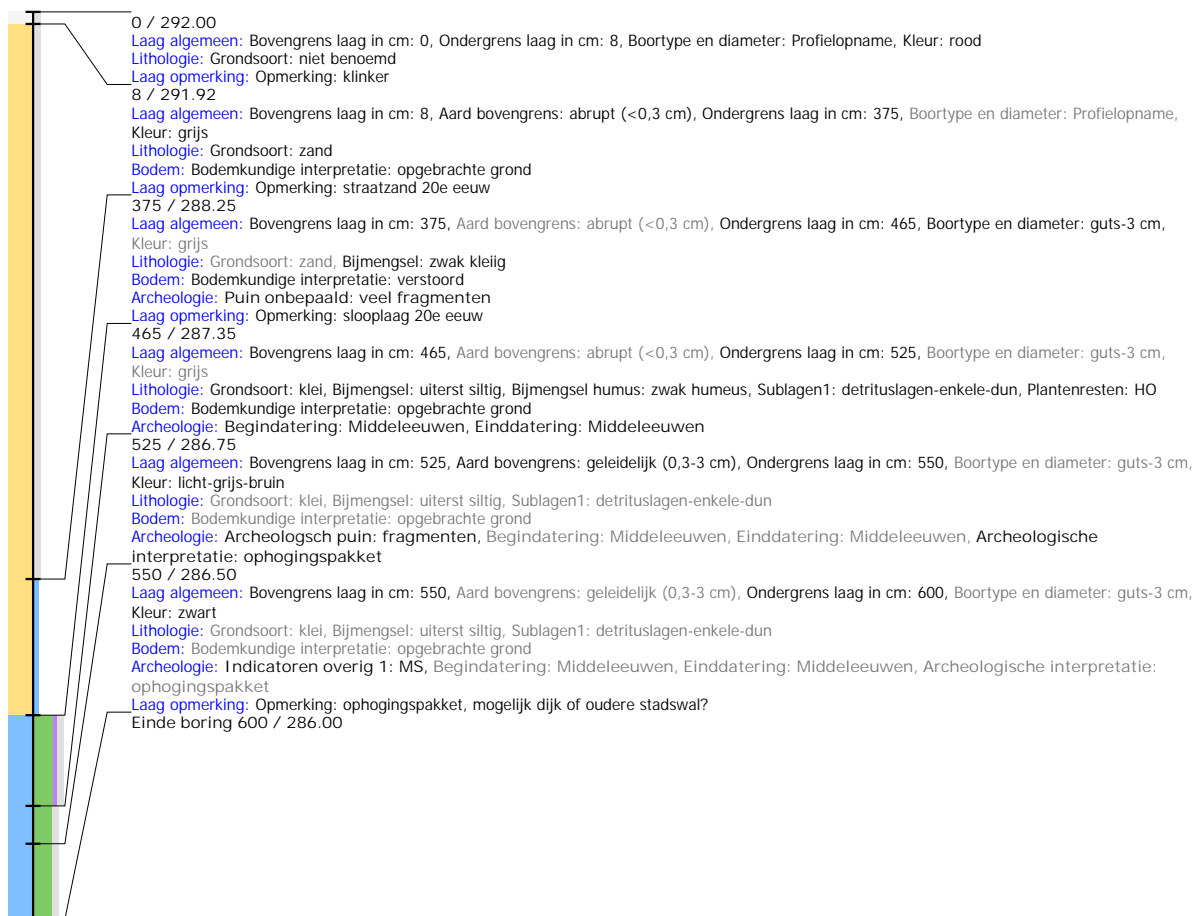 0 / 292.00
Laag algemeen: Bovengrens laag in cm: 0, Ondergrens laag in cm: 8, Boortype en diameter: Profielopname, Kleur: rood
Lithologie: Grondsoort: niet benoemd
Laag opmerking: Opmerking: klinker
8 / 291.92
Laag algemeen: Bovengrens laag in cm: 8, Aard bovengrens: abrupt (<0,3 cm), Ondergrens laag in cm: 375, Boortype en diameter: Profielopname,
Kleur: grijs
Lithologie: Grondsoort: zand
Bodem: Bodemkundige interpretatie: opgebrachte grond
Laag opmerking: Opmerking: straatzand 20e eeuw
375 / 288.25
Laag algemeen: Bovengrens laag in cm: 375, Aard bovengrens: abrupt (<0,3 cm), Ondergrens laag in cm: 465, Boortype en diameter: guts-3 cm,
Kleur: grijs
Lithologie: Grondsoort: zand, Bijmengsel: zwak kleiig
Bodem: Bodemkundige interpretatie: verstoord
Archeologie: Puin onbepaald: veel fragmenten
Laag opmerking: Opmerking: slooplaag 20e eeuw
465 / 287.35
Laag algemeen: Bovengrens laag in cm: 465, Aard bovengrens: abrupt (<0,3 cm), Ondergrens laag in cm: 525, Boortype en diameter: guts-3 cm,
Kleur: grijs
Lithologie: Grondsoort: klei, Bijmengsel: uiterst siltig, Bijmengsel humus: zwak humeus, Sublagen1: detrituslagen-enkele-dun, Plantenresten: HO
Bodem: Bodemkundige interpretatie: opgebrachte grond
Archeologie: Begindatering: Middeleeuwen, Einddatering: Middeleeuwen
525 / 286.75
Laag algemeen: Bovengrens laag in cm: 525, Aard bovengrens: geleidelijk (0,3-3 cm), Ondergrens laag in cm: 550, Boortype en diameter: guts-3 cm,
Kleur: licht-grijs-bruin
Lithologie: Grondsoort: klei, Bijmengsel: uiterst siltig, Sublagen1: detrituslagen-enkele-dun
Bodem: Bodemkundige interpretatie: opgebrachte grond
Archeologie: Archeologsch puin: fragmenten, Begindatering: Middeleeuwen, Einddatering: Middeleeuwen, Archeologische
interpretatie: ophogingspakket
550 / 286.50
Laag algemeen: Bovengrens laag in cm: 550, Aard bovengrens: geleidelijk (0,3-3 cm), Ondergrens laag in cm: 600, Boortype en diameter: guts-3 cm,
Kleur: zwart
Lithologie: Grondsoort: klei, Bijmengsel: uiterst siltig, Sublagen1: detrituslagen-enkele-dun
Bodem: Bodemkundige interpretatie: opgebrachte grond
Archeologie: Indicatoren overig 1: MS, Begindatering: Middeleeuwen, Einddatering: Middeleeuwen, Archeologische interpretatie:
ophogingspakket
Laag opmerking: Opmerking: ophogingspakket, mogelijk dijk of oudere stadswal?
Einde boring 600 / 286.00